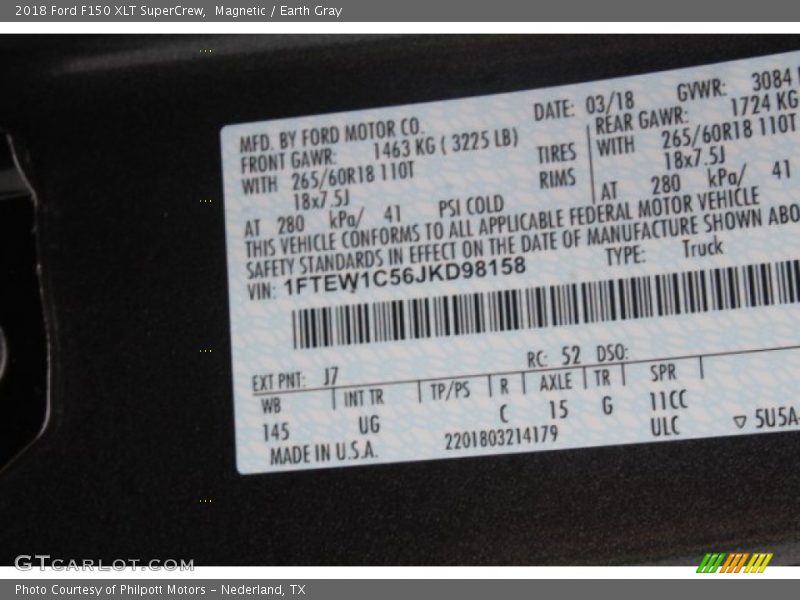 2018 Ford F150 XLT SuperCrew, Magnetic / Earth Gray
MFD. BY FORD MOTOR CO.
DATE: 03/18
GVWR: 3084
FRONT GAWR: 1463 KG ( 3225 LB)
REAR GAWR: 1724 KG
WITH 265/60R18 110T
TIRES
WITH 265/60R18 110T
18x7.5J
RIMS
18x7.5J
AT 280 kPa/ 41 PSI COLD
AT 280 kPa/ 41
THIS VEHICLE CONFORMS TO ALL APPLICABLE FEDERAL MOTOR VEHICLE
SAFETY STANDARDS IN EFFECT ON THE DATE OF MANUFACTURE SHOWN ABO
VIN: 1FTEW1C56JKD98158
TYPE: Truck
EXT PNT: J7
RC: 52 DSO:
WB INT TR TP/PS R AXLE TR SPR
145 UG C 15 G 11CC
MADE IN U.S.A. 2201803214179 ULC
▽ 5U5A-
GTCARLOT.COM
Photo Courtesy of Philpott Motors - Nederland, TX